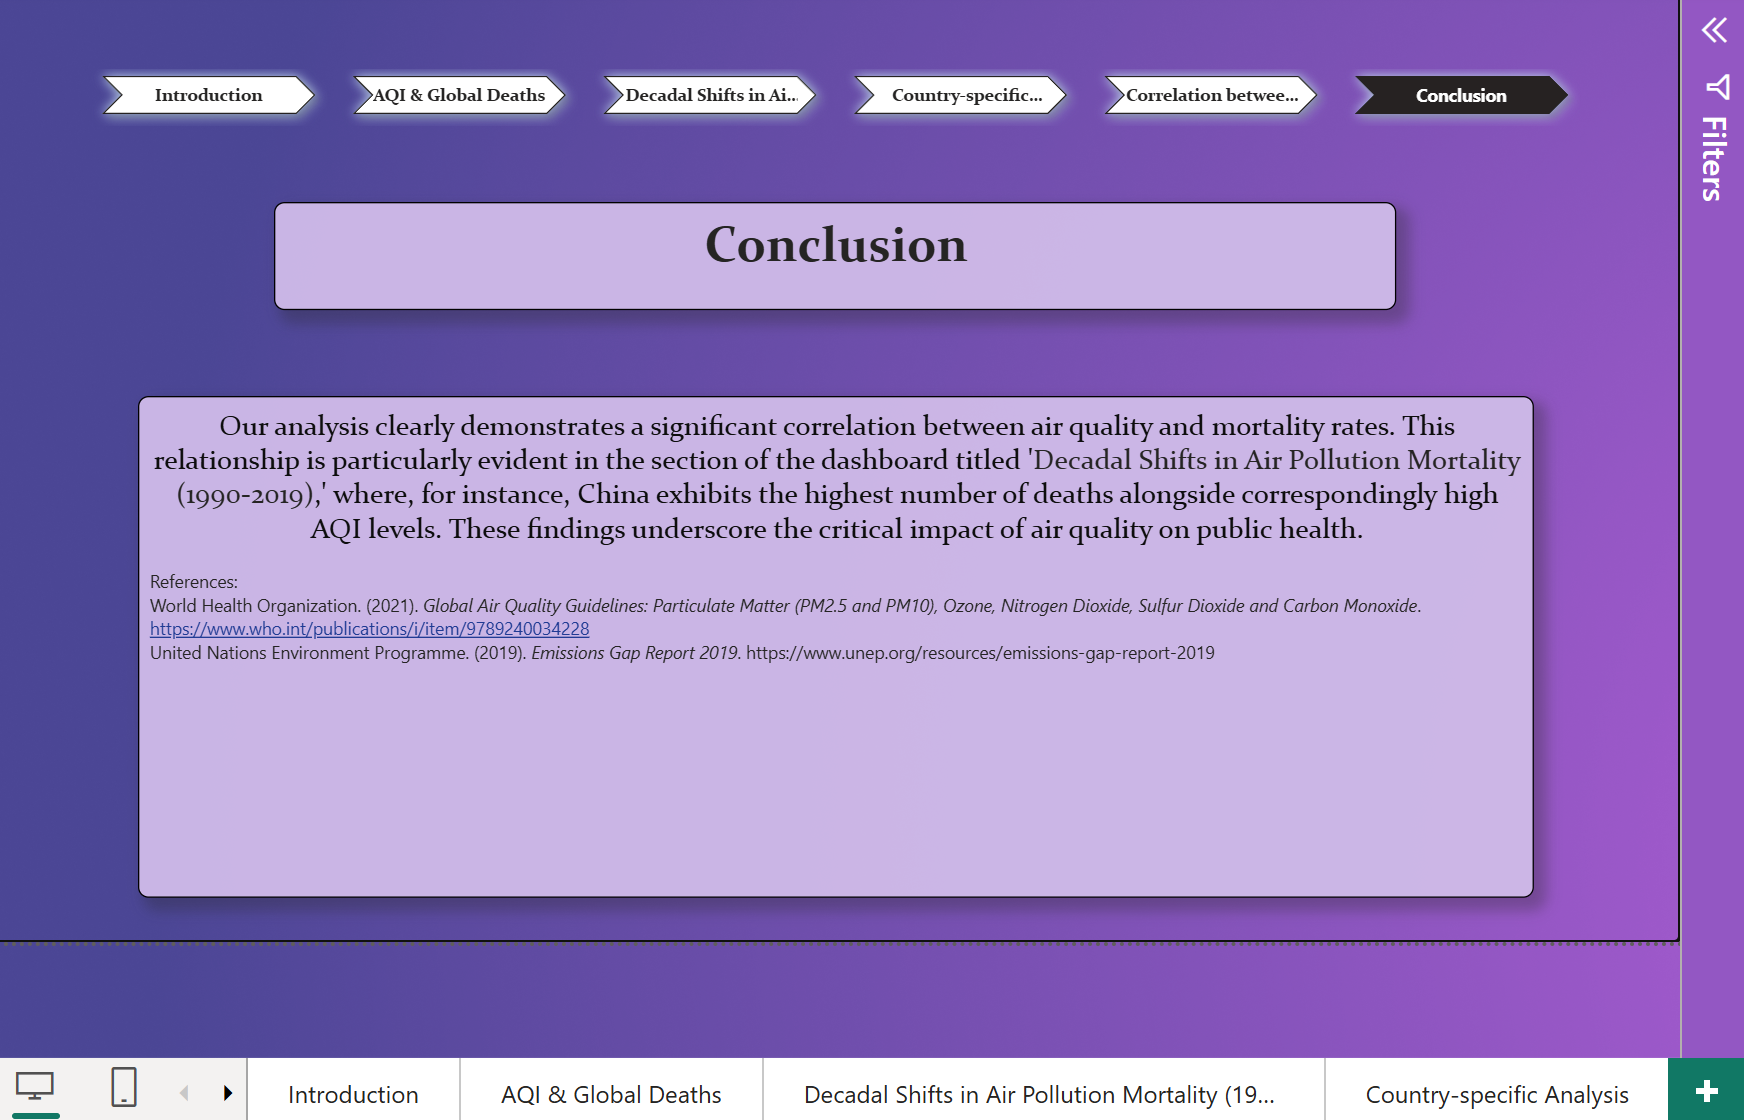 Introduction
AQI & Global Deaths
Decadal Shifts in Ai...
Country-specific...
Correlation betwee...
Conclusion
Filters
Conclusion
Our analysis clearly demonstrates a significant correlation between air quality and mortality rates. This
relationship is particularly evident in the section of the dashboard titled 'Decadal Shifts in Air Pollution Mortality
(1990-2019),' where, for instance, China exhibits the highest number of deaths alongside correspondingly high
AQI levels. These findings underscore the critical impact of air quality on public health.
References:
World Health Organization. (2021). Global Air Quality Guidelines: Particulate Matter (PM2.5 and PM10), Ozone, Nitrogen Dioxide, Sulfur Dioxide and Carbon Monoxide.
https://www.who.int/publications/i/item/9789240034228
United Nations Environment Programme. (2019). Emissions Gap Report 2019. https://www.unep.org/resources/emissions-gap-report-2019
Introduction
AQI & Global Deaths
Decadal Shifts in Air Pollution Mortality (19...
Country-specific Analysis